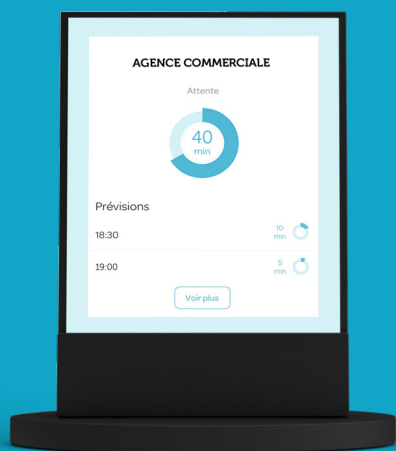 AGENCE COMMERCIALE
Attente
40
min
Prévisions
18:30
10
min
19:00
5
min
Voir plus